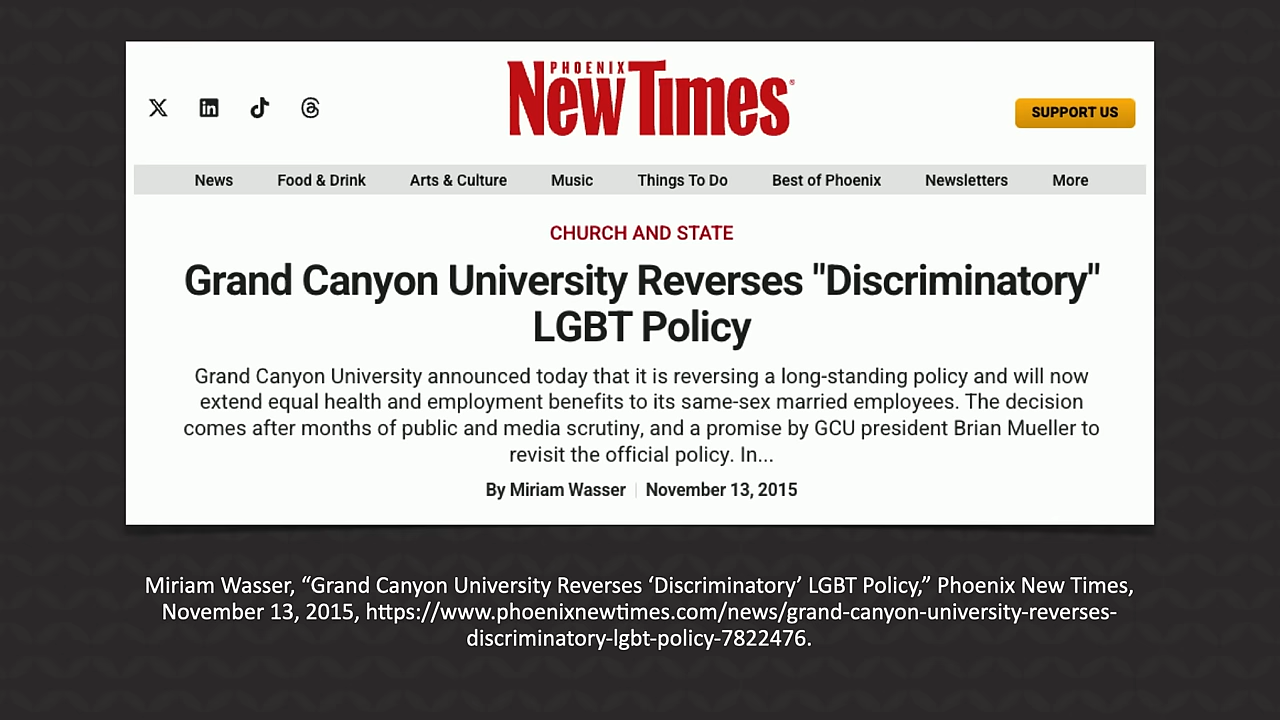 PHOENIX
New Times
SUPPORT US
News Food & Drink Arts & Culture Music Things To Do Best of Phoenix Newsletters More
CHURCH AND STATE
Grand Canyon University Reverses "Discriminatory"
LGBT Policy
Grand Canyon University announced today that it is reversing a long-standing policy and will now
extend equal health and employment benefits to its same-sex married employees. The decision
comes after months of public and media scrutiny, and a promise by GCU president Brian Mueller to
revisit the official policy. In...
By Miriam Wasser | November 13, 2015
Miriam Wasser, “Grand Canyon University Reverses ‘Discriminatory’ LGBT Policy,” Phoenix New Times,
November 13, 2015, https://www.phoenixnewtimes.com/news/grand-canyon-university-reverses-
discriminatory-lgbt-policy-7822476.